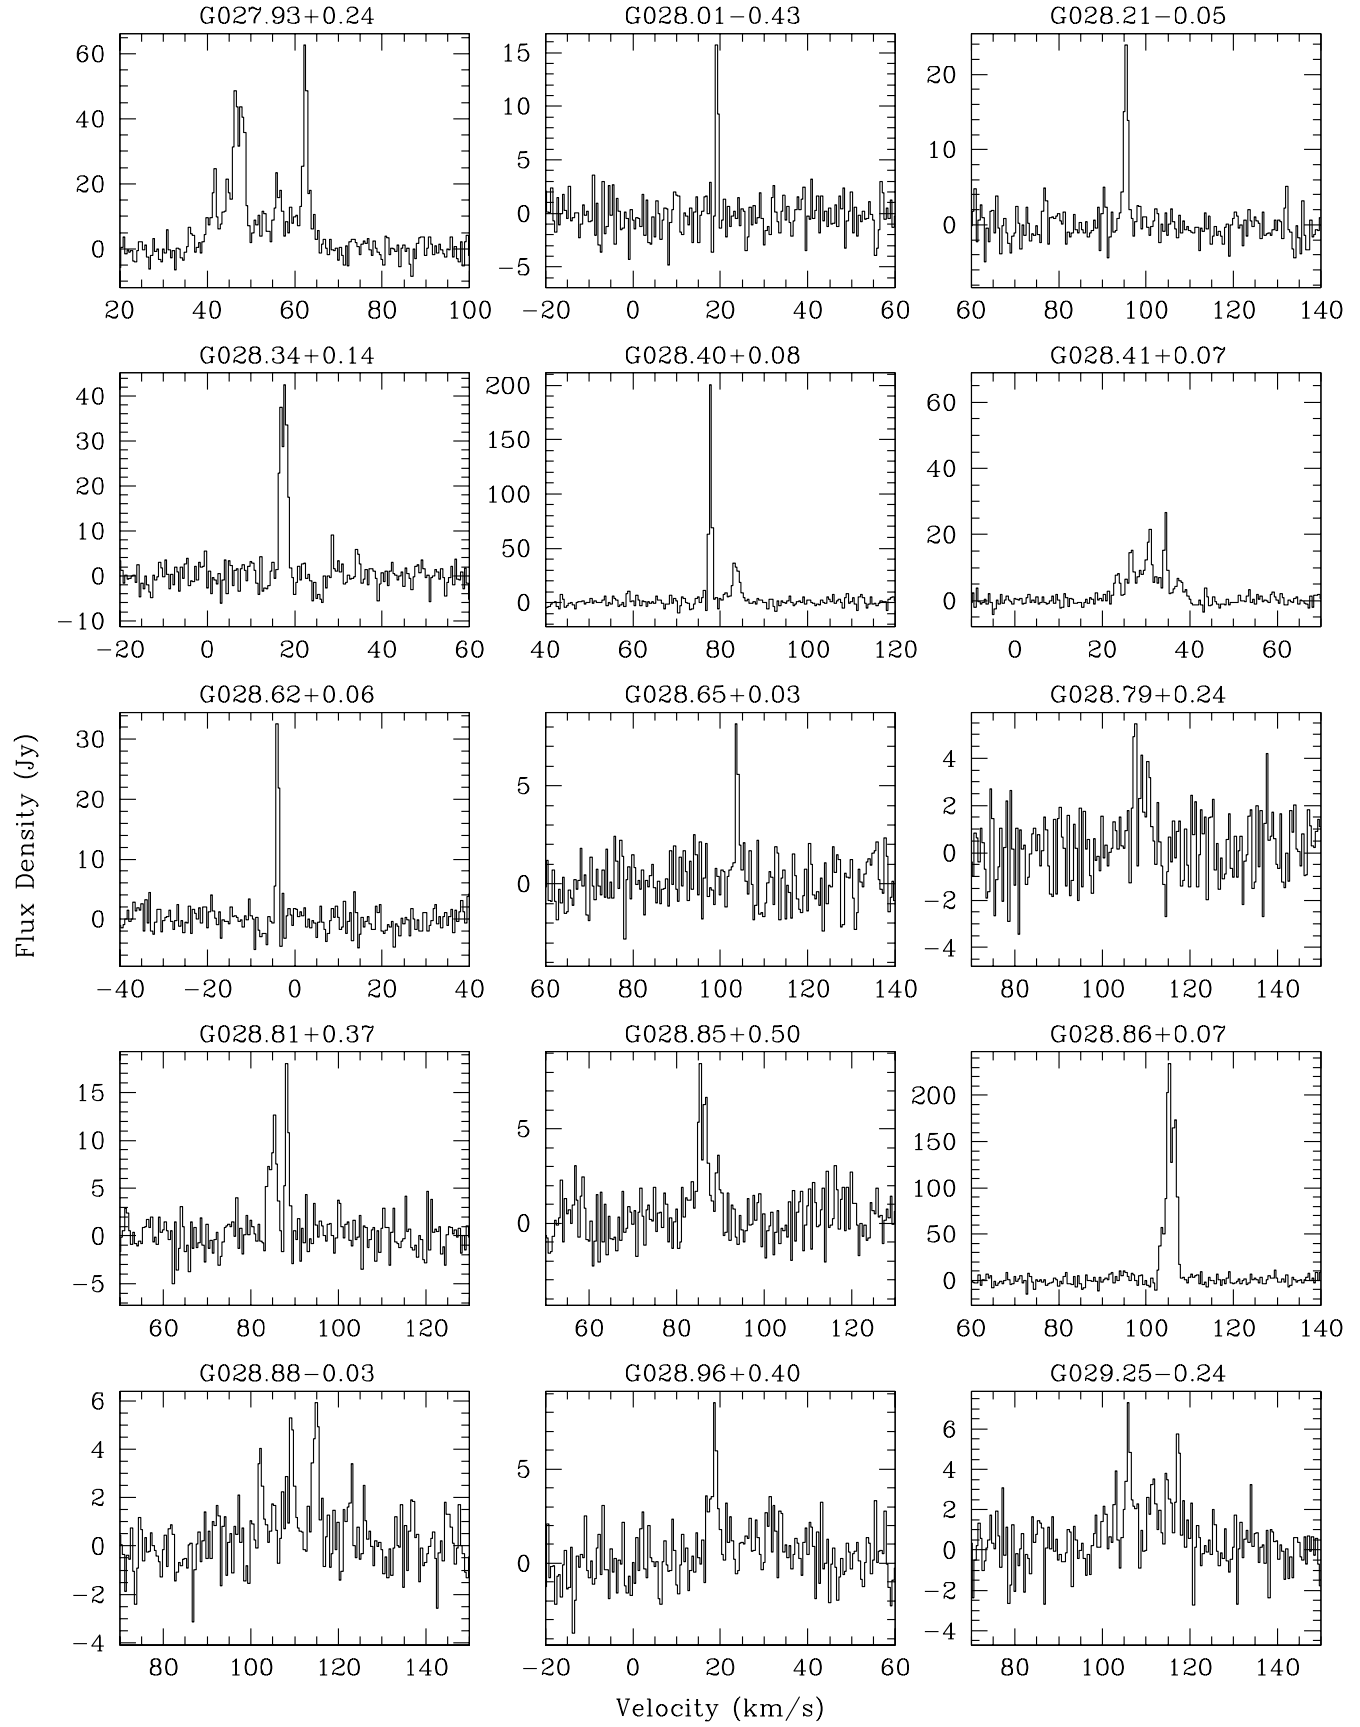 G027.93+0.24 G028.01−0.43 G028.21−0.05
60 40 20 0
20 40 60 80 100
15 10 5 0 −5
−20 0 20 40 60
20 10 0
60 80 100 120 140
G028.34+0.14 G028.40+0.08 G028.41+0.07
40 30 20 10 0 −10
−20 0 20 40 60
200 150 100 50 0
40 60 80 100 120
60 40 20 0
0 20 40 60
G028.62+0.06 G028.65+0.03 G028.79+0.24
30 20 10 0
−40 −20 0 20 40
5 0
60 80 100 120 140
4 2 0 −2 −4
80 100 120 140
Flux Density (Jy)
G028.81+0.37 G028.85+0.50 G028.86+0.07
15 10 5 0 −5
60 80 100 120
5 0
60 80 100 120
200 150 100 50 0
60 80 100 120 140
G028.88−0.03 G028.96+0.40 G029.25−0.24
6 4 2 0 −2 −4
80 100 120 140
5 0
−20 0 20 40 60
6 4 2 0 −2 −4
80 100 120 140
Velocity (km/s)